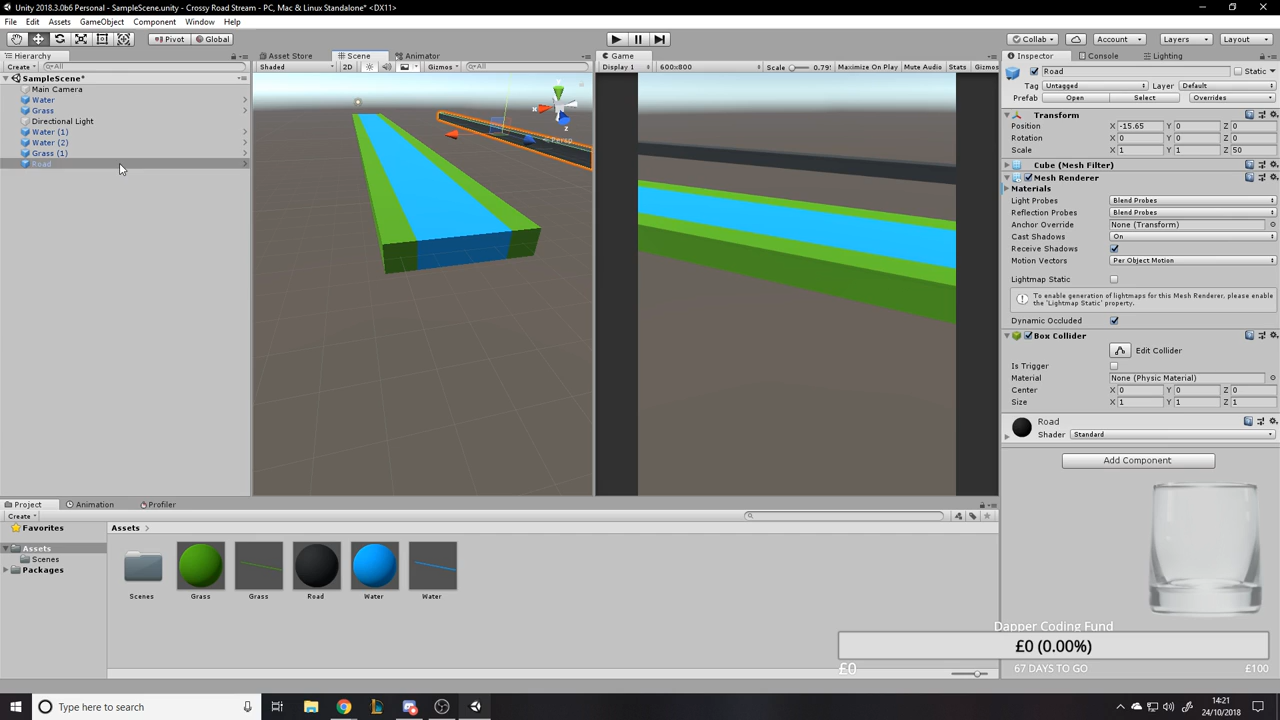 Unity 2018.3.0b6 Personal - SampleScene.unity - Crossy Road Stream - PC, Mac & Linux Standalone* <DX11>
File Edit Assets GameObject Component Window Help
Pivot Global Collab Account Layers Layout
Hierarchy Asset Store Scene Animator Game Inspector Console Lighting
Create All Shaded 2D Gizmos All Display 1 600x800 Scale 0.79 Maximize On Play Mute Audio Stats Gizmos
SampleScene*
Main Camera
Water
Grass
Directional Light
Water (1)
Water (2)
Grass (1)
Road
x
Z
Persp
Road Static
Tag Untagged Layer Default
Prefab Open Select Overrides
Transform
Position X -15.65 Y 0 Z 0
Rotation X 0 Y 0 Z 0
Scale X 1 Y 1 Z 50
Cube (Mesh Filter)
Mesh Renderer
Materials
Light Probes Blend Probes
Reflection Probes Blend Probes
Anchor Override None (Transform)
Cast Shadows On
Receive Shadows
Motion Vectors Per Object Motion
Lightmap Static
To enable generation of lightmaps for this Mesh Renderer, please enable
the 'Lightmap Static' property.
Dynamic Occluded
Box Collider
Edit Collider
Is Trigger
Material None (Physic Material)
Center X 0 Y 0 Z 0
Size X 1 Y 1 Z 1
Road
Shader Standard
Add Component
Project Animation Profiler
Create
Favorites
Assets
Scenes
Packages
Assets
Scenes Grass Grass Road Water Water
Dapper Coding Fund
£0 (0.00%)
£0 67 DAYS TO GO £100
Type here to search
14:21
24/10/2018